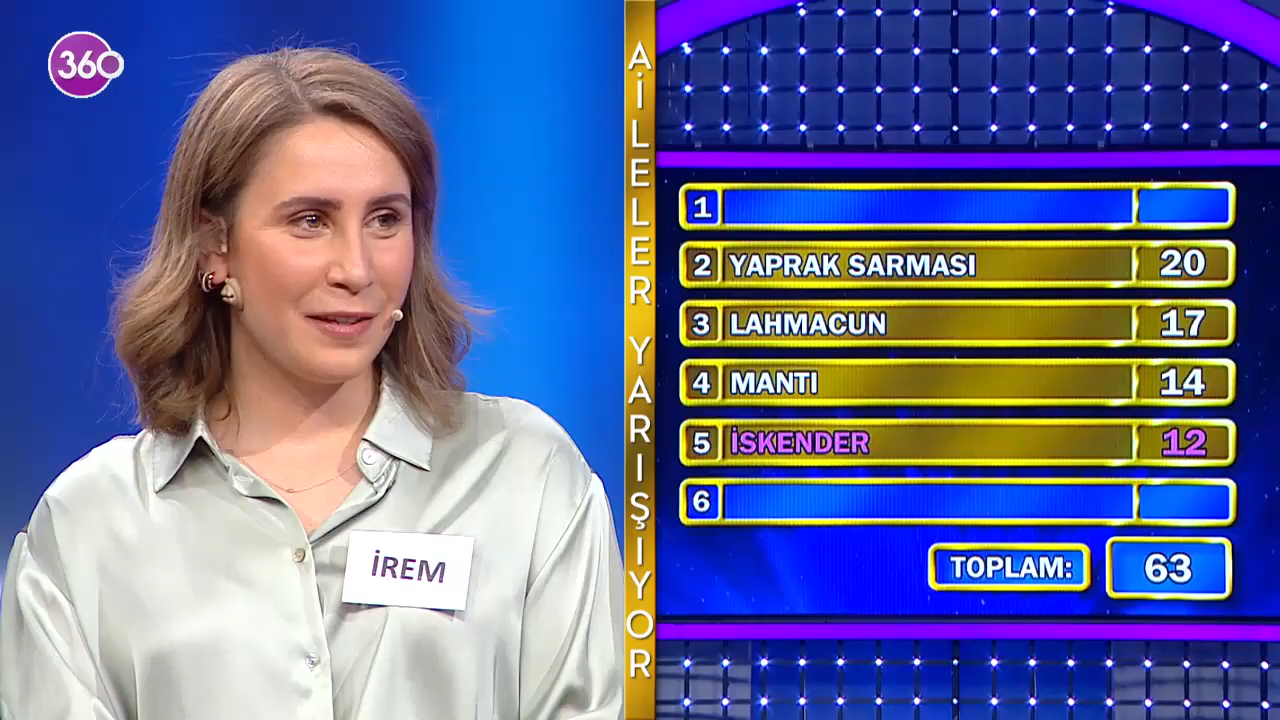 360
AİLELER YARIŞIYOR
1
2 YAPRAK SARMASI 20
3 LAHMACUN 17
4 MANTI 14
5 İSKENDER 12
6
TOPLAM: 63
İREM